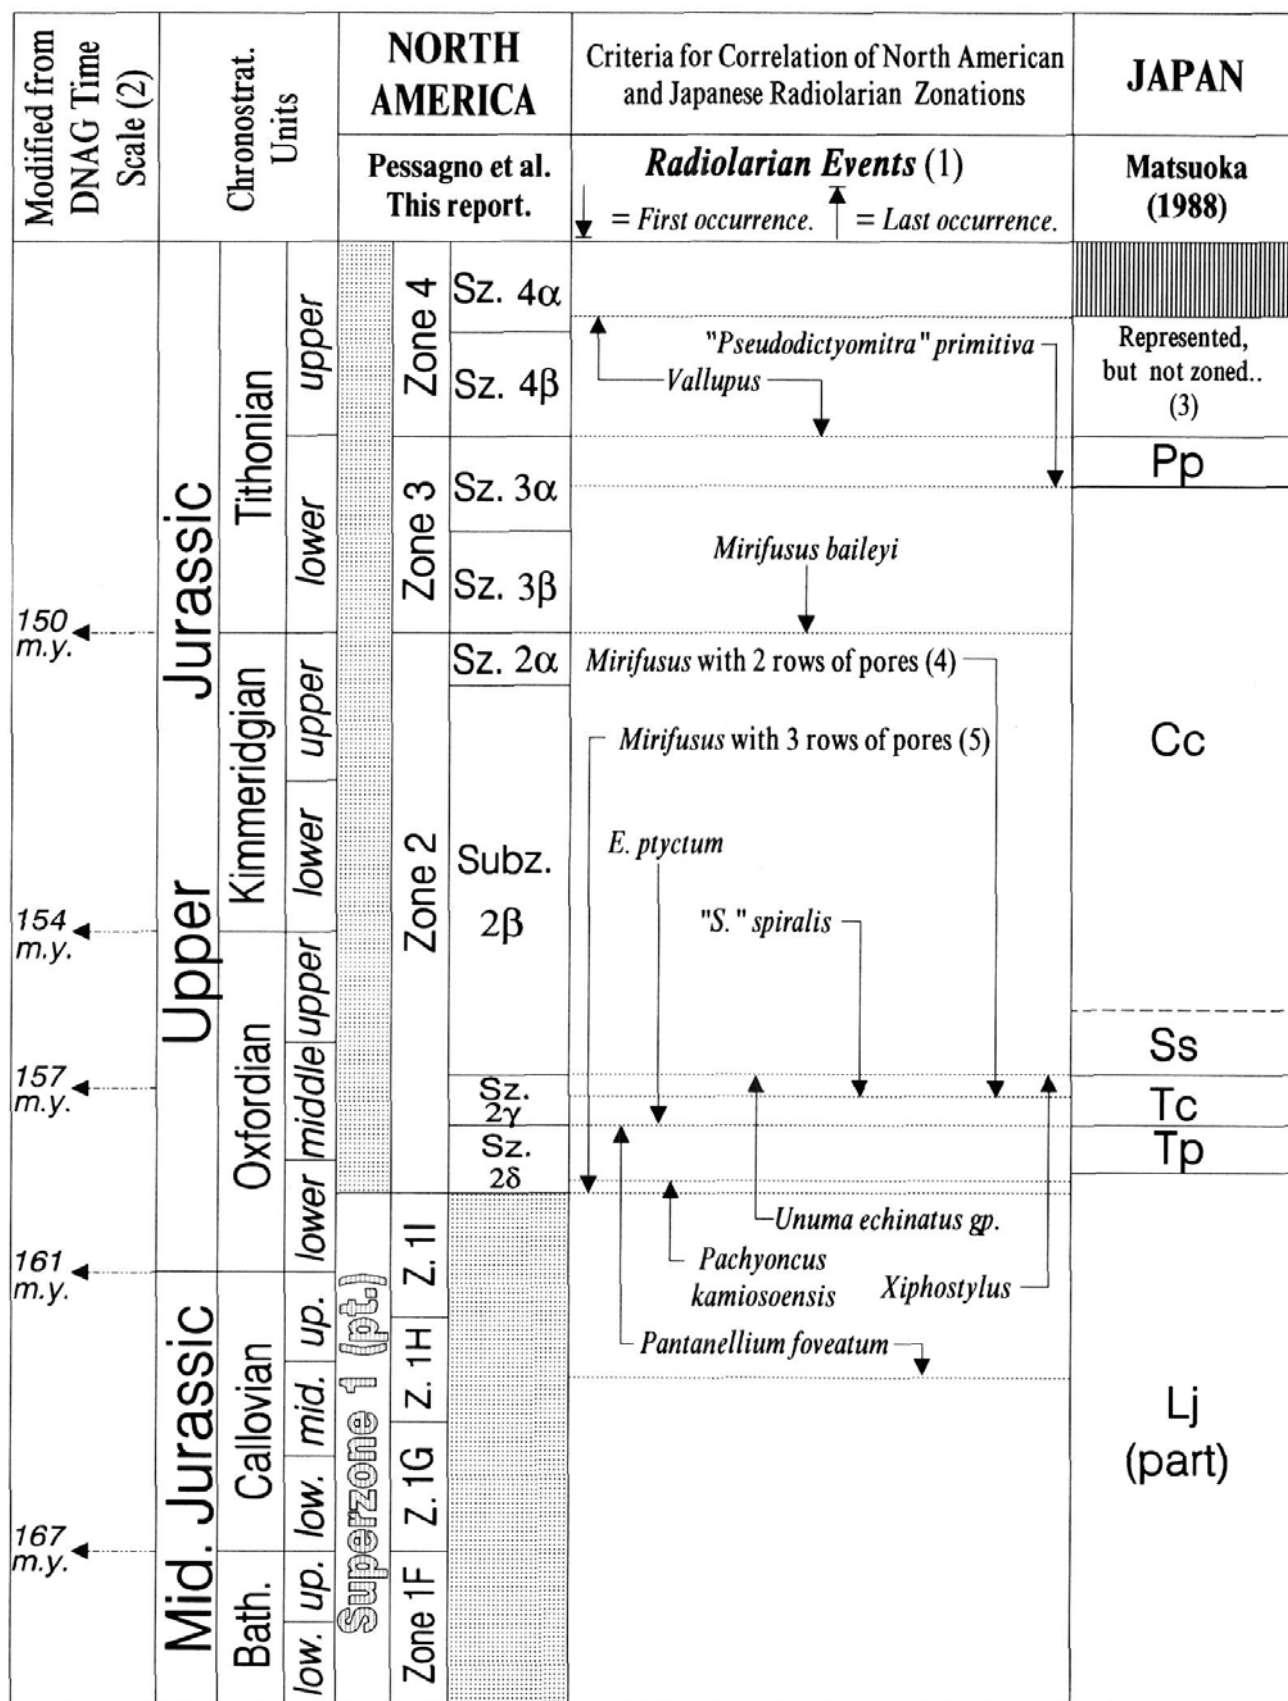 Modified from
DNAG Time
Scale (2)
Chronostrat.
Units
NORTH
AMERICA
Criteria for Correlation of North American
and Japanese Radiolarian Zonations
JAPAN
Pessagno et al.
This report.
Radiolarian Events (1)
= First occurrence.
= Last occurrence.
Matsuoka
(1988)
150
m.y.
154
m.y.
157
m.y.
161
m.y.
167
m.y.
Upper Jurassic
Mid. Jurassic
Tithonian
Kimmeridgian
Oxfordian
Callovian
Bath.
upper
lower
upper
lower
upper
middle
lower
up.
mid.
low.
up.
low.
Superzone 1 (pt.)
Zone 4
Zone 3
Zone 2
Z. 1I
Z. 1H
Z. 1G
Zone 1F
Sz. 4α
Sz. 4β
Sz. 3α
Sz. 3β
Sz. 2α
Subz.
2β
Sz.
2γ
Sz.
2δ
"Pseudodictyomitra" primitiva
Vallupus
Mirifusus baileyi
Mirifusus with 2 rows of pores (4)
Mirifusus with 3 rows of pores (5)
E. ptyctum
"S." spiralis
Unuma echinatus gp.
Pachyoncus
kamiosoensis
Xiphostylus
Pantanellium foveatum
Represented,
but not zoned..
(3)
Pp
Cc
Ss
Tc
Tp
Lj
(part)